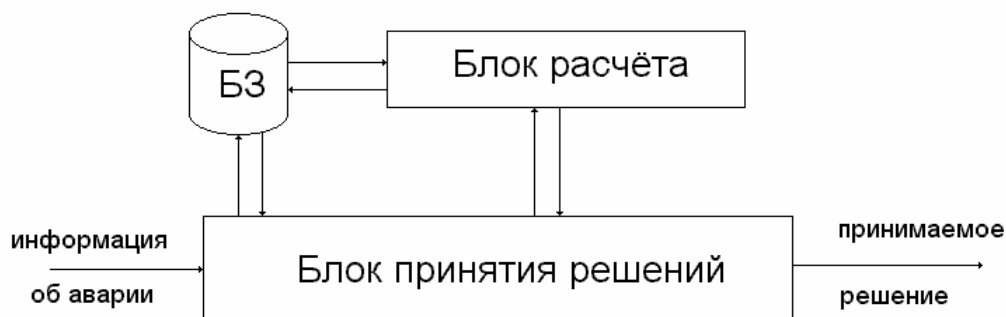 БЗ
Блок расчёта
информация
об аварии
Блок принятия решений
принимаемое
решение